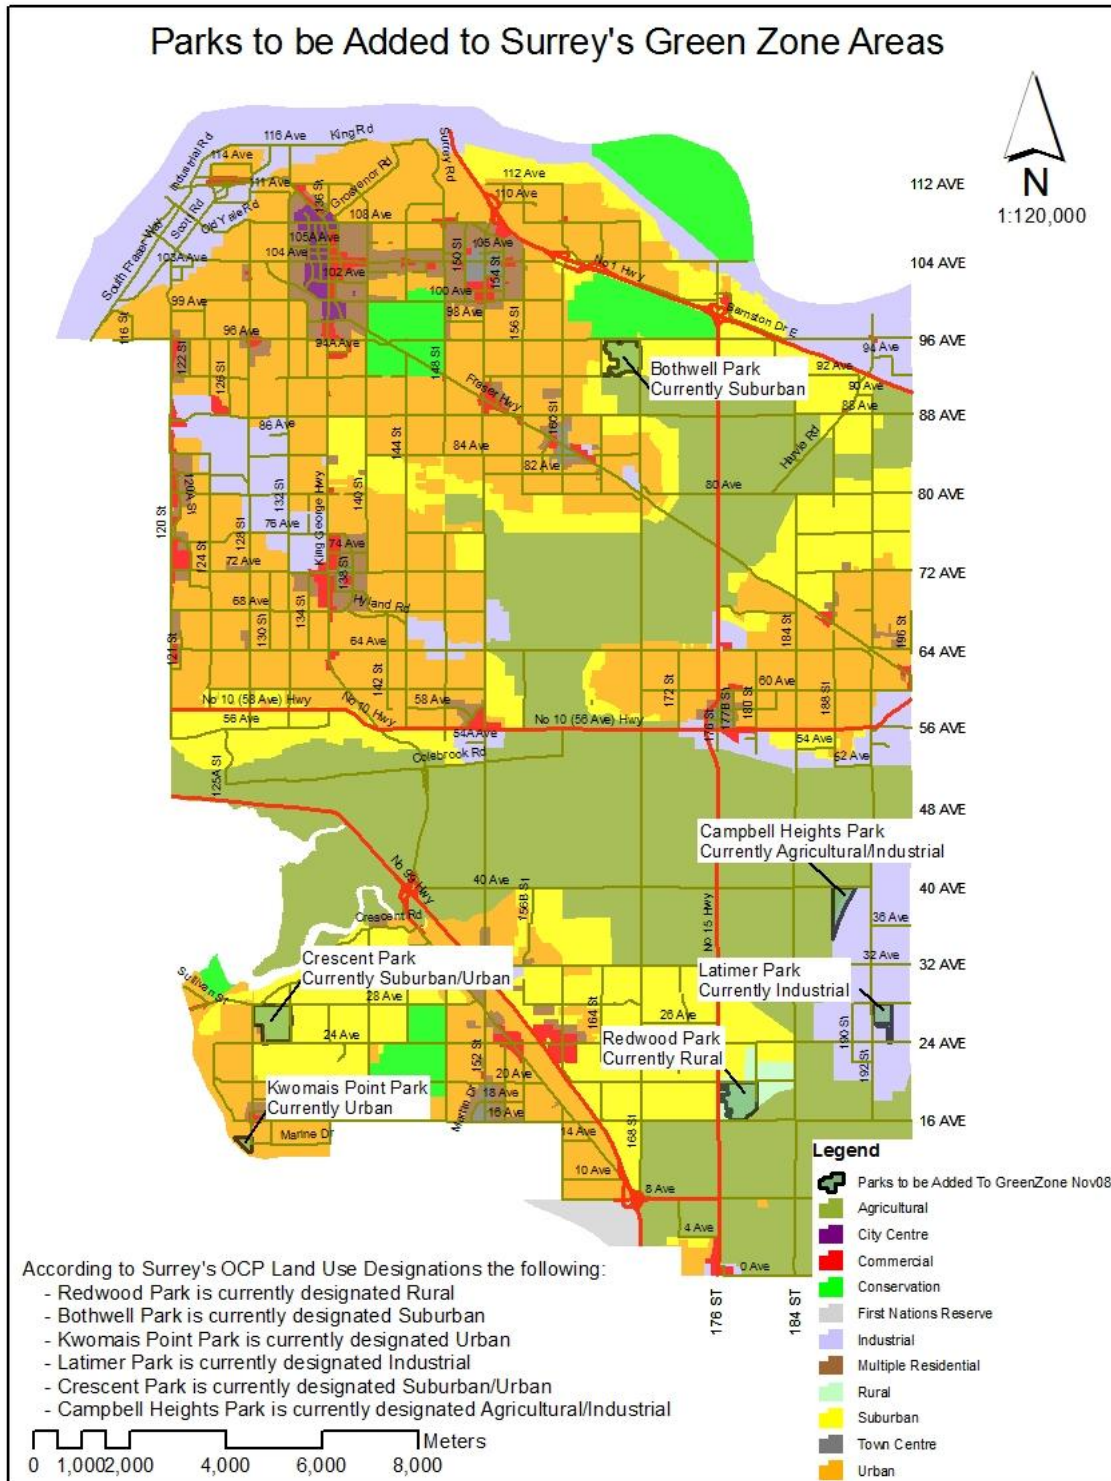 Parks to be Added to Surrey's Green Zone Areas
N
1:120,000
112 AVE
104 AVE
96 AVE
88 AVE
80 AVE
72 AVE
64 AVE
56 AVE
48 AVE
40 AVE
32 AVE
24 AVE
16 AVE
176 ST
184 ST
116 Ave
King Rd
Surrey Rd
114 Ave
Industrial Rd
111 Ave
136 St
Grosvenor Rd
Scott Rd
Old Yale Rd
South Fraser Way
108 Ave
112 Ave
110 Ave
105A Ave
104 Ave
103A Ave
102 Ave
150 St
105 Ave
154 St
100 Ave
No 1 Hwy
99 Ave
98 Ave
156 St
Barnston Dr E
116 St
96 Ave
94A Ave
122 St
126 St
148 St
94 Ave
92 Ave
90 Ave
88 Ave
Bothwell Park
Currently Suburban
Fraser Hwy
160 St
86 Ave
144 St
84 Ave
82 Ave
Harvie Rd
80 Ave
120A St
132 St
King George Hwy
140 St
120 St
128 St
76 Ave
124 St
72 Ave
74 Ave
138 St
Hyland Rd
68 Ave
130 St
134 St
64 Ave
121 St
142 St
184 St
196 St
172 St
60 Ave
177B St
180 St
188 St
176 St
No 10 (58 Ave) Hwy
No 10 Hwy
58 Ave
No 10 (56 Ave) Hwy
56 Ave
54A Ave
54 Ave
52 Ave
Colebrook Rd
125A St
Campbell Heights Park
Currently Agricultural/Industrial
No 99 Hwy
40 Ave
156B St
No 15 Hwy
36 Ave
Crescent Rd
32 Ave
Crescent Park
Currently Suburban/Urban
Latimer Park
Currently Industrial
Sullivan St
28 Ave
164 St
26 Ave
24 Ave
190 St
192 St
Redwood Park
Currently Rural
152 St
20 Ave
Kwomais Point Park
Currently Urban
Martin Dr
18 Ave
16 Ave
Marine Dr
14 Ave
168 St
10 Ave
8 Ave
4 Ave
0 Ave
Legend
Parks to be Added To GreenZone Nov08
Agricultural
City Centre
Commercial
Conservation
First Nations Reserve
Industrial
Multiple Residential
Rural
Suburban
Town Centre
Urban
According to Surrey's OCP Land Use Designations the following:
- Redwood Park is currently designated Rural
- Bothwell Park is currently designated Suburban
- Kwomais Point Park is currently designated Urban
- Latimer Park is currently designated Industrial
- Crescent Park is currently designated Suburban/Urban
- Campbell Heights Park is currently designated Agricultural/Industrial
Meters
0 1,000 2,000 4,000 6,000 8,000